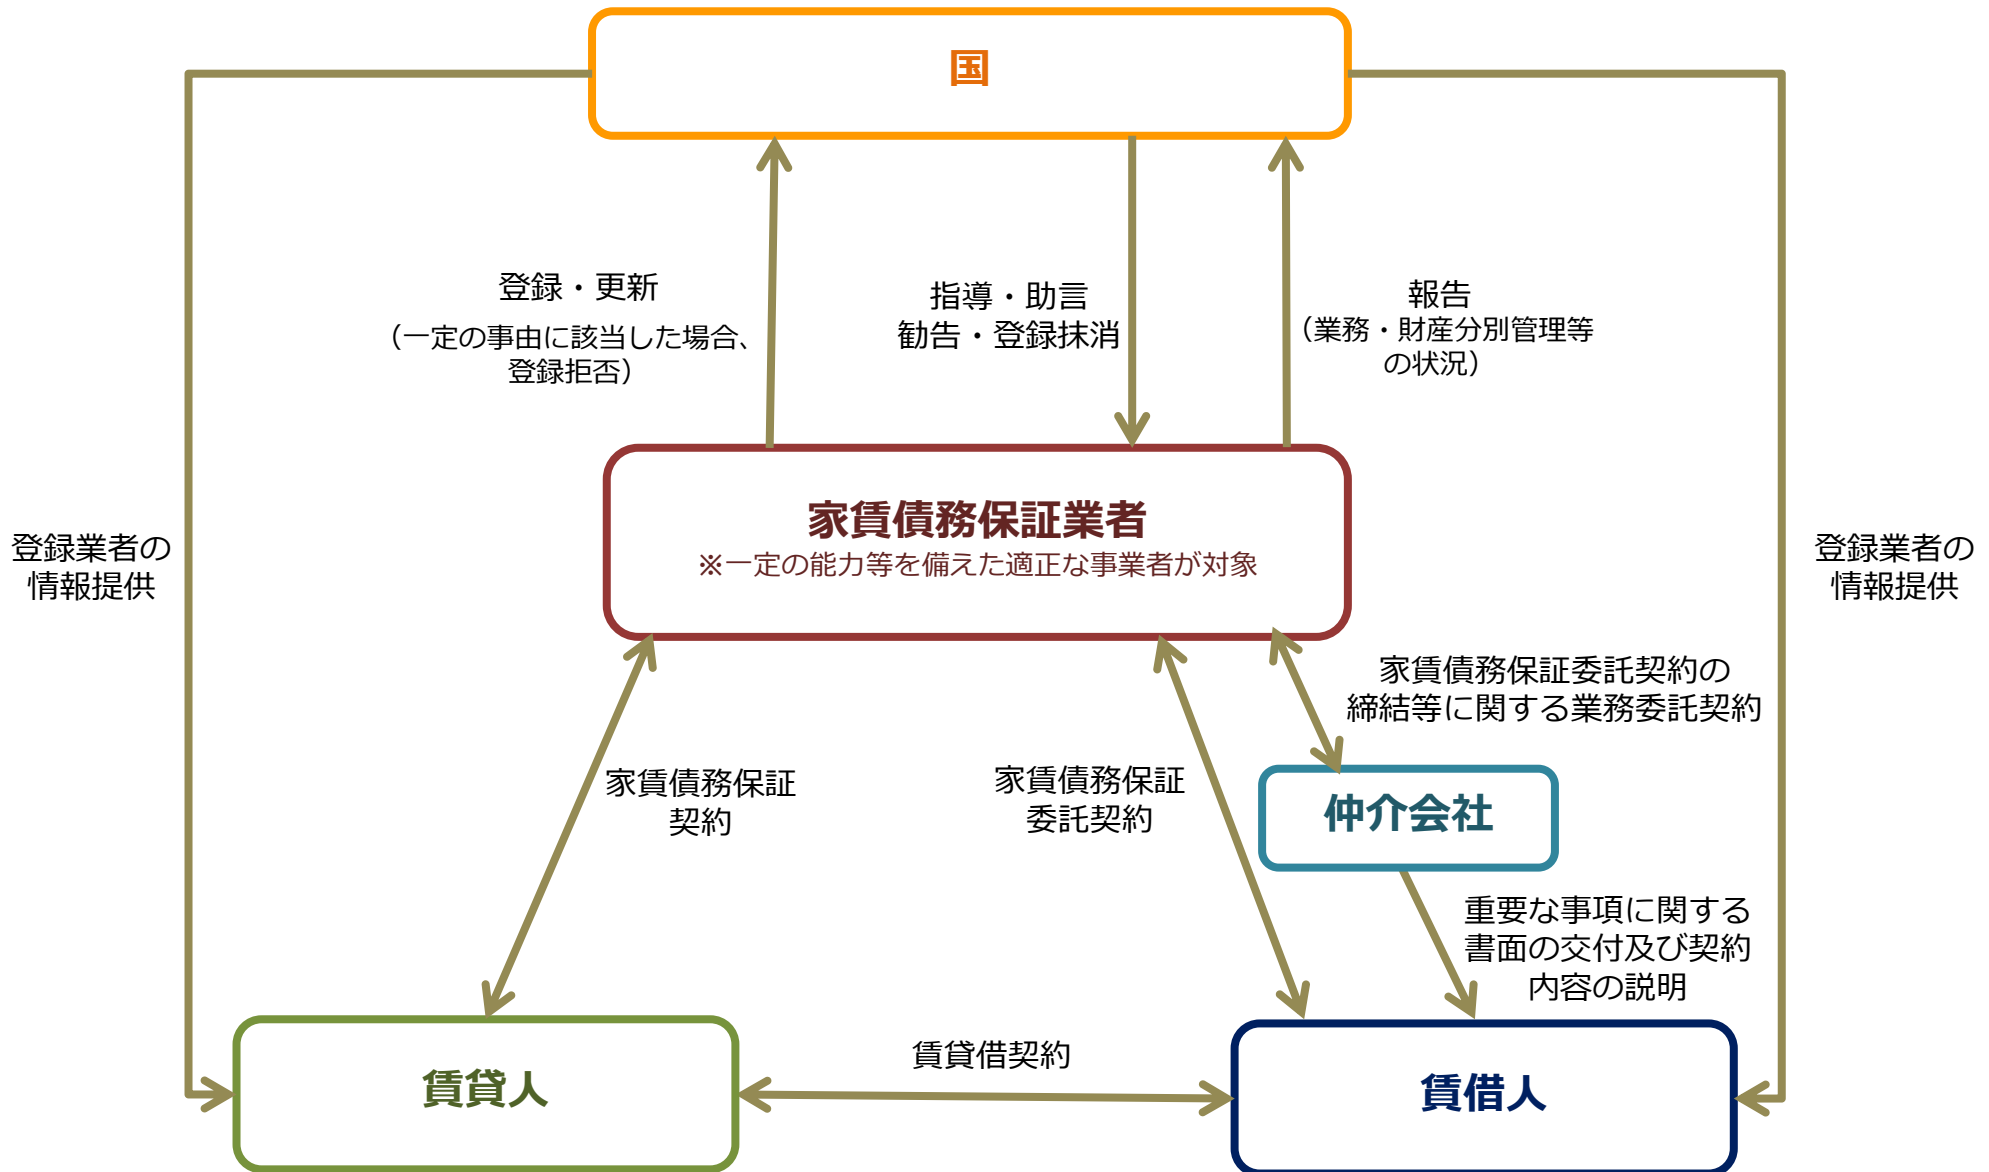 国
登録・更新
（一定の事由に該当した場合、
登録拒否）
指導・助言
勧告・登録抹消
報告
（業務・財産分別管理等
の状況）
家賃債務保証業者
※一定の能力等を備えた適正な事業者が対象
登録業者の
情報提供
登録業者の
情報提供
家賃債務保証委託契約の
締結等に関する業務委託契約
家賃債務保証
契約
家賃債務保証
委託契約
仲介会社
重要な事項に関する
書面の交付及び契約
内容の説明
賃貸借契約
賃貸人
賃借人